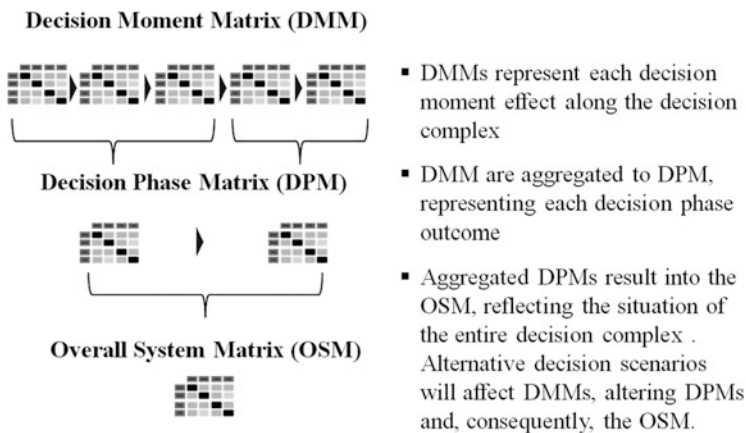 Decision Moment Matrix (DMM)
Decision Phase Matrix (DPM)
Overall System Matrix (OSM)
▪ DMMs represent each decision
moment effect along the decision
complex
▪ DMM are aggregated to DPM,
representing each decision phase
outcome
▪ Aggregated DPMs result into the
OSM, reflecting the situation of
the entire decision complex .
Alternative decision scenarios
will affect DMMs, altering DPMs
and, consequently, the OSM.